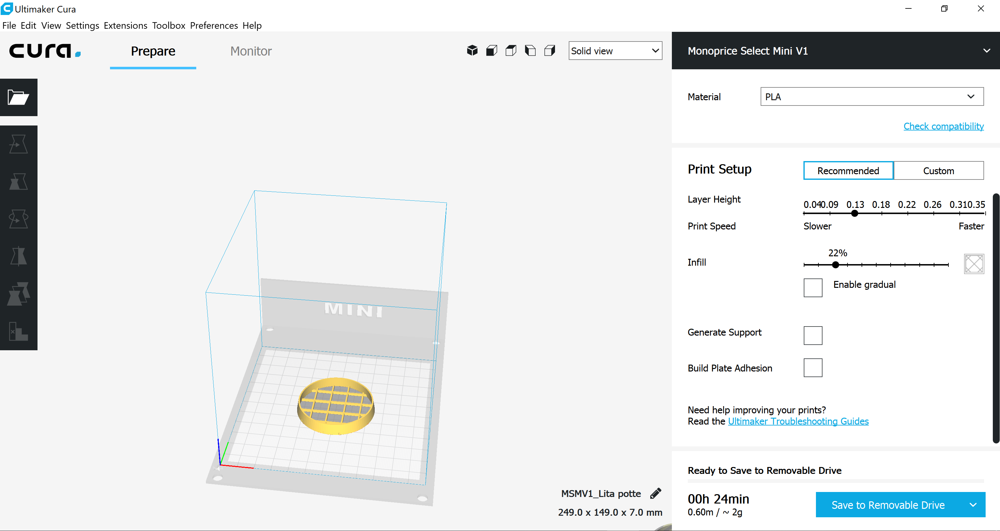 Ultimaker Cura
File Edit View Settings Extensions Toolbox Preferences Help
cura.
Prepare
Monitor
Solid view
Monoprice Select Mini V1
Material
PLA
Check compatibility
Print Setup
Recommended
Custom
Layer Height
0.04 0.09 0.13 0.18 0.22 0.26 0.31 0.35
Print Speed
Slower
Faster
22%
Infill
Enable gradual
MINI
Generate Support
Build Plate Adhesion
Need help improving your prints?
Read the Ultimaker Troubleshooting Guides
Ready to Save to Removable Drive
MSMV1_Lita potte
249.0 x 149.0 x 7.0 mm
00h 24min
0.60m / ~ 2g
Save to Removable Drive